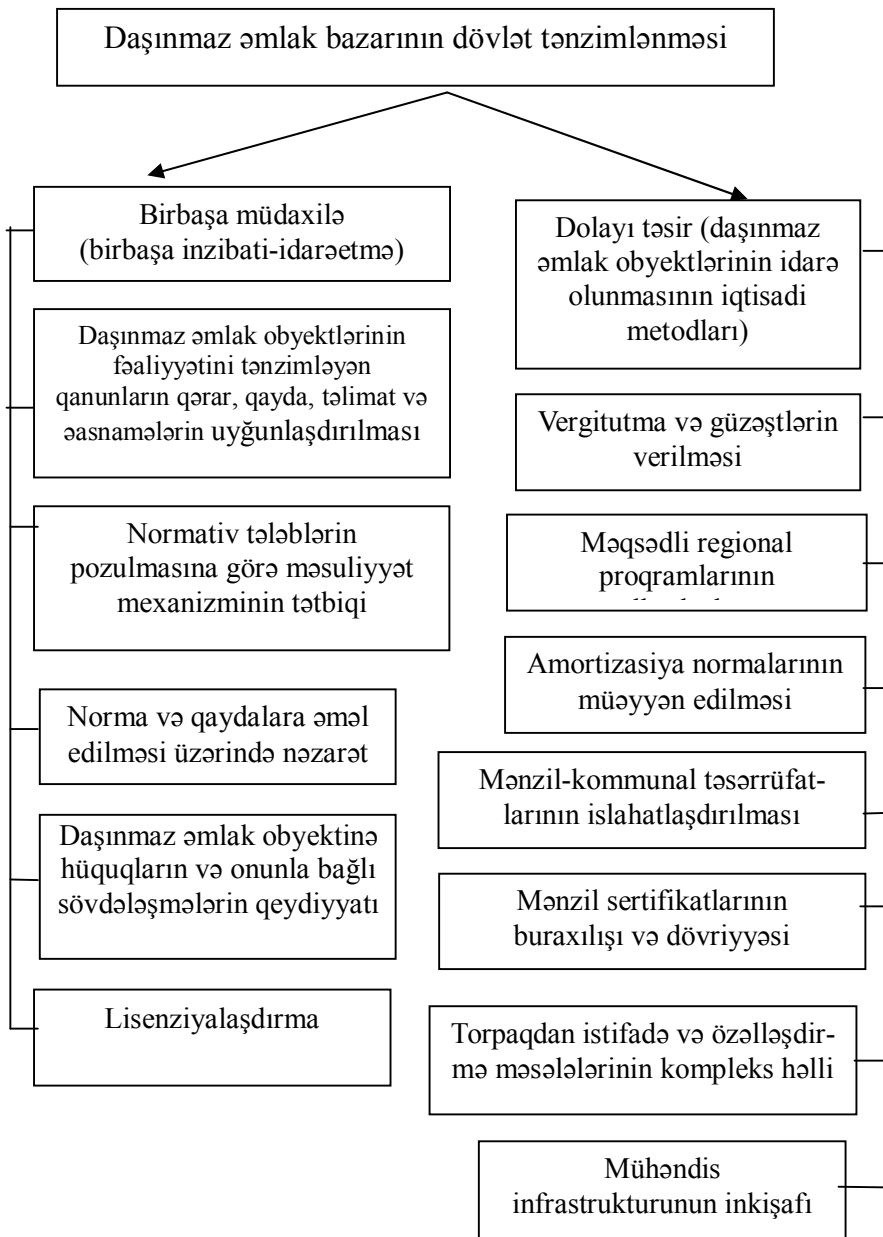 Daşınmaz əmlak bazarının dövlət tənzimlənməsi
Birbaşa müdaxilə
(birbaşa inzibati-idarəetmə)
Daşınmaz əmlak obyektlərinin
fəaliyyətini tənzimləyən
qanunların qərar, qayda, təlimat və
əasnamələrin uyğunlaşdırılması
Normativ tələblərin
pozulmasına görə məsuliyyət
mexanizminin tətbiqi
Norma və qaydalara əməl
edilməsi üzərində nəzarət
Daşınmaz əmlak obyektinə
hüquqların və onunla bağlı
sövdələşmələrin qeydiyyatı
Lisenziyalaşdırma
Dolayı təsir (daşınmaz
əmlak obyektlərinin idarə
olunmasının iqtisadi
metodları)
Vergitutma və güzəştlərin
verilməsi
Məqsədli regional
proqramlarının
Amortizasiya normalarının
müəyyən edilməsi
Mənzil-kommunal təsərrüfat-
larının islahatlaşdırılması
Mənzil sertifikatlarının
buraxılışı və dövriyyəsi
Torpaqdan istifadə və özəlləşdir-
mə məsələlərinin kompleks həlli
Mühəndis
infrastrukturunun inkişafı